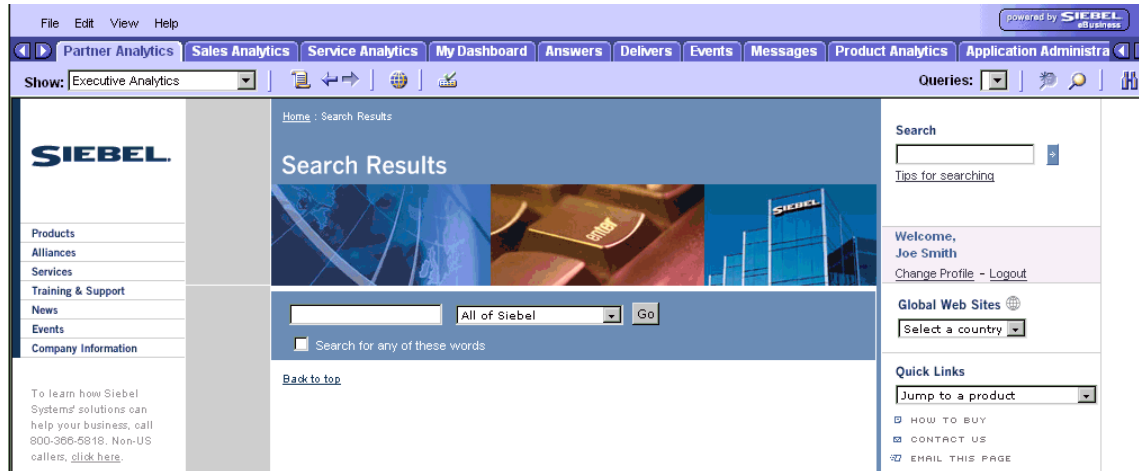 File Edit View Help
powered by SIEBEL
eBusiness
Partner Analytics Sales Analytics Service Analytics My Dashboard Answers Delivers Events Messages Product Analytics Application Administra
Show: Executive Analytics
Queries:
Home : Search Results
Search Results
SIEBEL.
enter
SIEBEL
Products
Alliances
Services
Training & Support
News
Events
Company Information
To learn how Siebel
Systems' solutions can
help your business, call
800-366-5818. Non-US
callers, click here.
All of Siebel
Go
Search for any of these words
Back to top
Search
Tips for searching
Welcome,
Joe Smith
Change Profile - Logout
Global Web Sites
Select a country
Quick Links
Jump to a product
HOW TO BUY
CONTACT US
EMAIL THIS PAGE